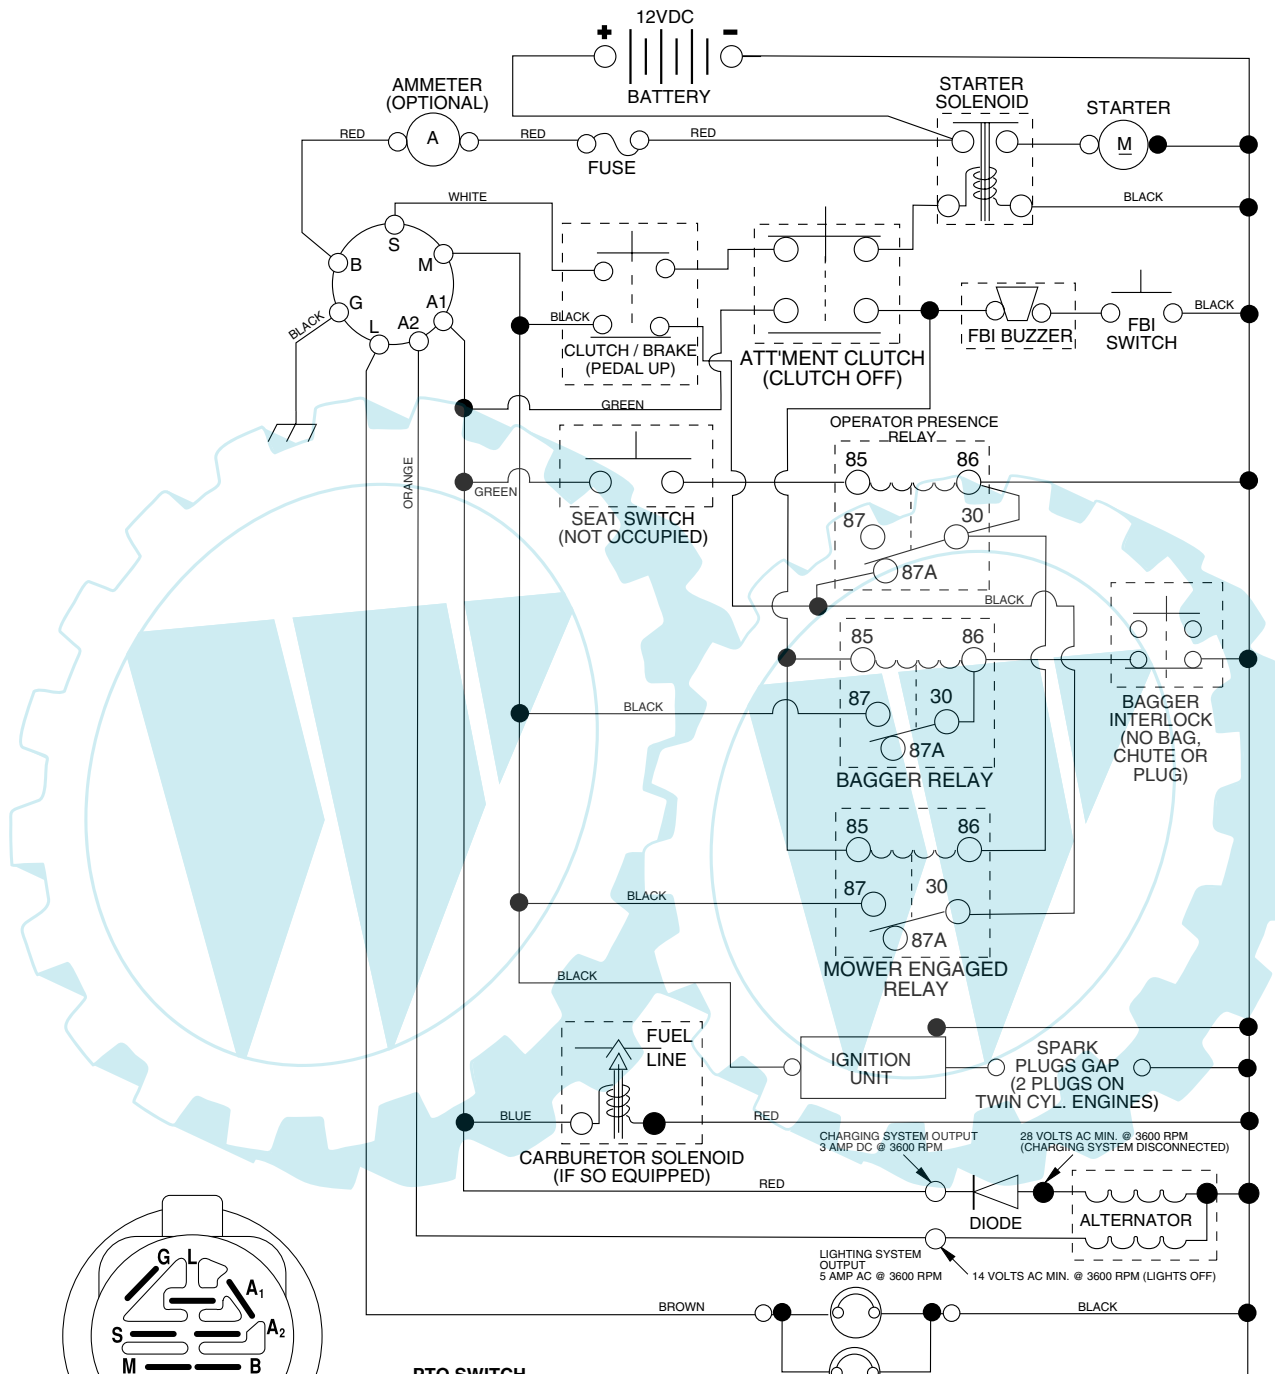 12VDC
+
-
BATTERY
AMMETER
(OPTIONAL)
STARTER
SOLENOID
STARTER
RED
A
RED
FUSE
RED
M
WHITE
BLACK
S
B
M
G
A1
L
A2
BLACK
BLACK
CLUTCH / BRAKE
(PEDAL UP)
ATT'MENT CLUTCH
(CLUTCH OFF)
FBI BUZZER
FBI
SWITCH
BLACK
GREEN
OPERATOR PRESENCE
RELAY
ORANGE
85
86
GREEN
SEAT SWITCH
(NOT OCCUPIED)
87
30
87A
BLACK
85
86
BLACK
87
30
87A
BAGGER RELAY
BAGGER
INTERLOCK
(NO BAG,
CHUTE OR
PLUG)
85
86
BLACK
87
30
87A
MOWER ENGAGED
RELAY
BLACK
FUEL
LINE
IGNITION
UNIT
SPARK
PLUGS GAP
(2 PLUGS ON
TWIN CYL. ENGINES)
BLUE
RED
CARBURETOR SOLENOID
(IF SO EQUIPPED)
CHARGING SYSTEM OUTPUT
3 AMP DC @ 3600 RPM
28 VOLTS AC MIN. @ 3600 RPM
(CHARGING SYSTEM DISCONNECTED)
RED
DIODE
ALTERNATOR
LIGHTING SYSTEM
OUTPUT
5 AMP AC @ 3600 RPM
14 VOLTS AC MIN. @ 3600 RPM (LIGHTS OFF)
BROWN
BLACK
G
L
A1
A2
S
M
B
PTO SWITCH